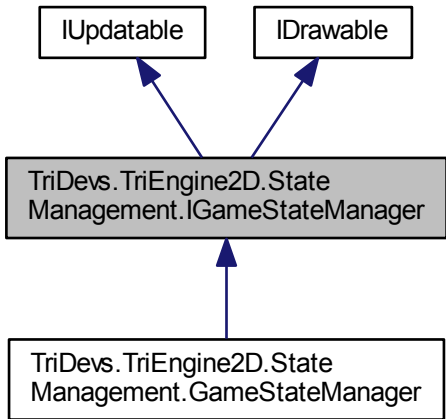 IUpdatable
IDrawable
TriDevs.TriEngine2D.State
Management.IGameStateManager
TriDevs.TriEngine2D.State
Management.GameStateManager